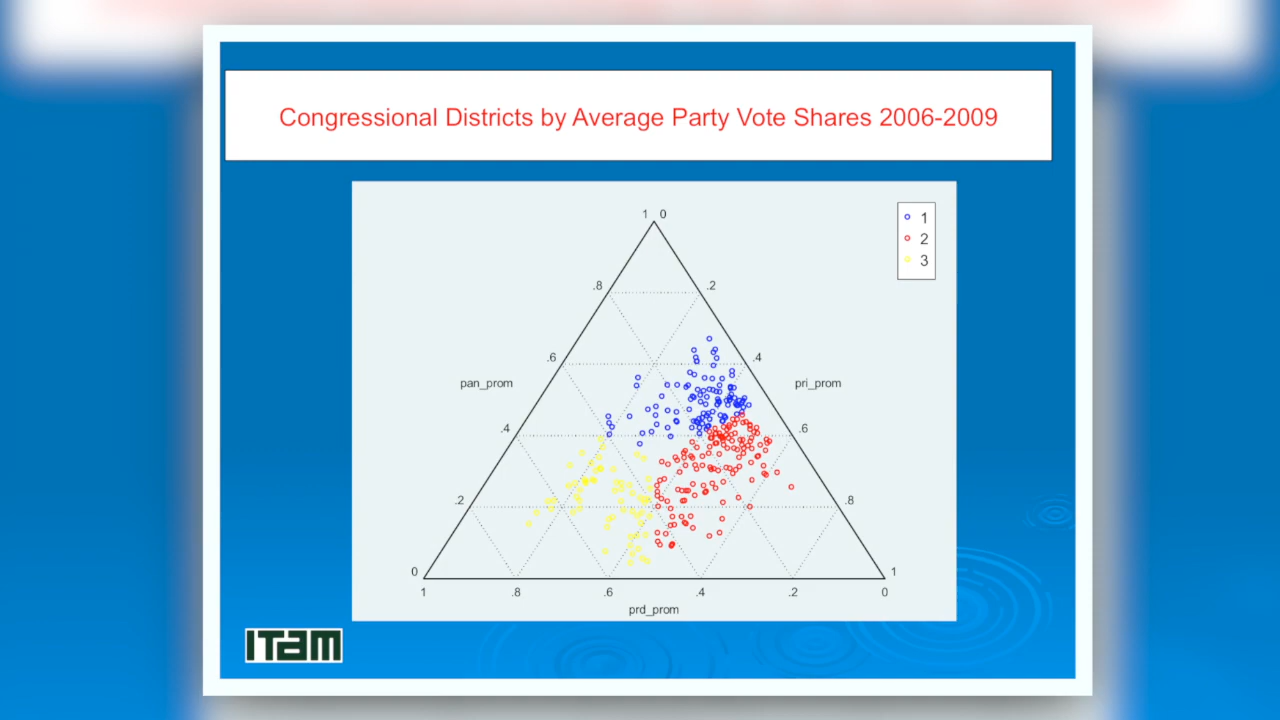 Congressional Districts by Average Party Vote Shares 2006-2009
1
2
3
1 0
.8 .2
.6 .4
pan_prom pri_prom
.4 .6
.2 .8
0 1
1 .8 .6 .4 .2 0
prd_prom
ITAM